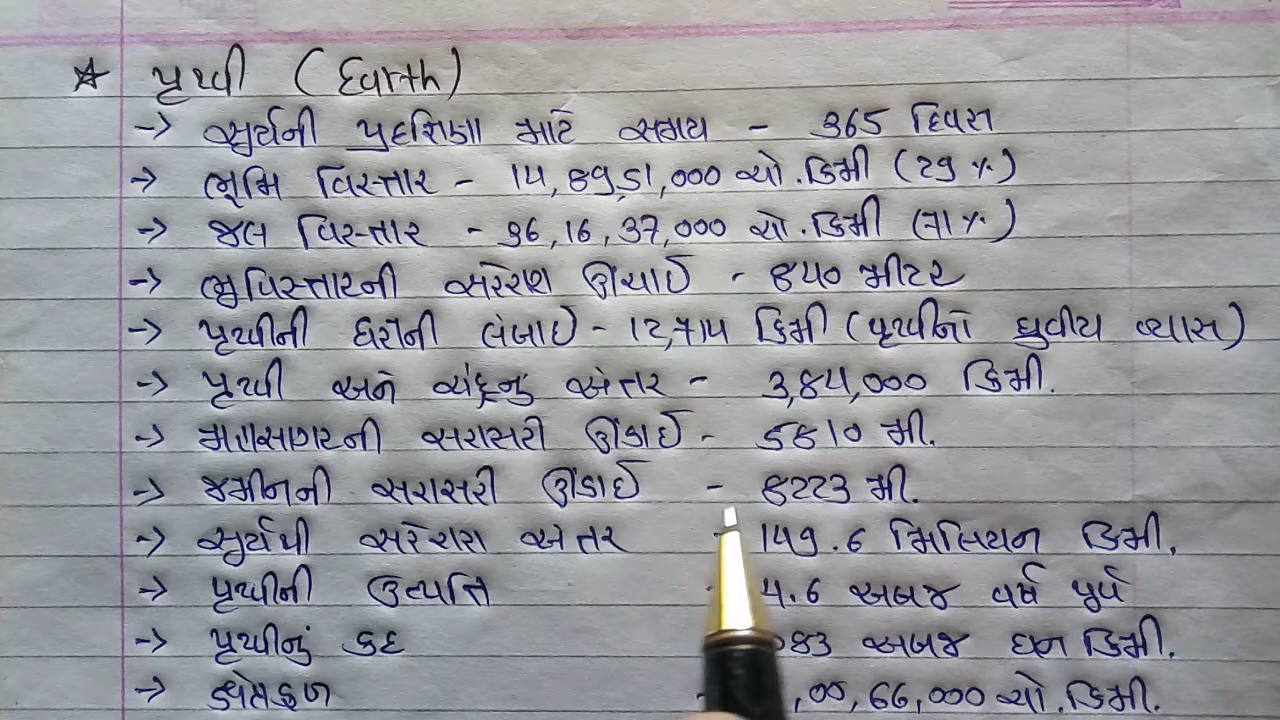 ☆ પૃથ્વી (Earth)
→ સૂર્યની પ્રદક્ષિણા માટે સમય - 365 દિવસ
→ ભૂમિ વિસ્તાર - 14,89,51,000 ચો.કિમી (29%)
→ જલ વિસ્તાર - 36,16,37,000 ચો.કિમી (71%)
→ ભુવિસ્તારની સરેરાશ ઊંચાઈ - 840 મીટર
→ પૃથ્વીની ધરીની લંબાઈ - 12,714 કિમી (પૃથ્વીનો ધ્રુવીય વ્યાસ)
→ પૃથ્વી અને ચંદ્રનું અંતર - 3,84,000 કિમી.
→ મહાસાગરની સરાસરી ઊંડાઈ - 5810 મી.
→ જમીનની સરાસરી ઊંડાઈ - 8223 મી.
→ સૂર્યથી સરેરાશ અંતર - 149.6 મિલિયન કિમી.
→ પૃથ્વીની ઉત્પત્તિ - 4.6 અબજ વર્ષ પૂર્વ
→ પૃથ્વીનું કદ 083 અબજ ઘન કિમી.
→ ક્ષેત્રફળ - ,00,66,000 ચો.કિમી.